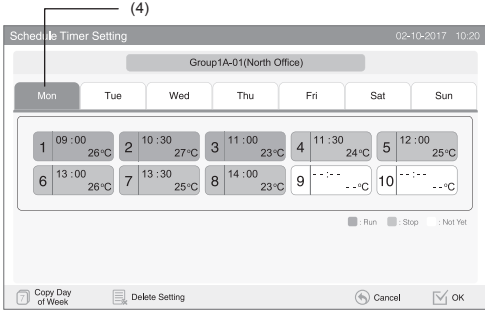 (4)
Schedule Timer Setting 02-10-2017 10:20
Group1A-01(North Office)
Mon Tue Wed Thu Fri Sat Sun
1 09:00 26°C 2 10:30 27°C 3 11:00 23°C 4 11:30 24°C 5 12:00 25°C
6 13:00 26°C 7 13:30 25°C 8 14:00 23°C 9 --:-- --°C 10 --:-- --°C
: Run : Stop : Not Yet
7 Copy Day of Week Delete Setting Cancel OK